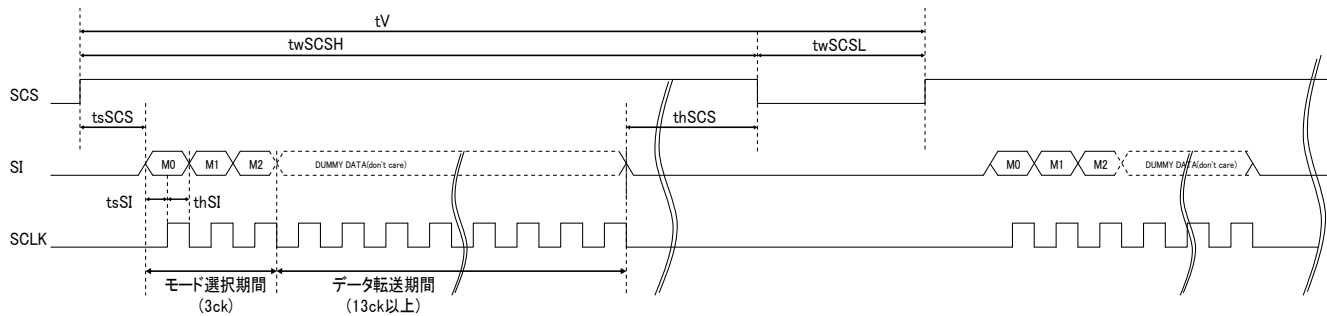 tV
twSCSH
twSCSL
SCS
tsSCS
thSCS
SI
M0
M1
M2
DUMMY DATA(don't care)
M0
M1
M2
DUMMY DATA(don't care)
tsSI
thSI
SCLK
モード選択期間
(3ck)
データ転送期間
(13ck以上)